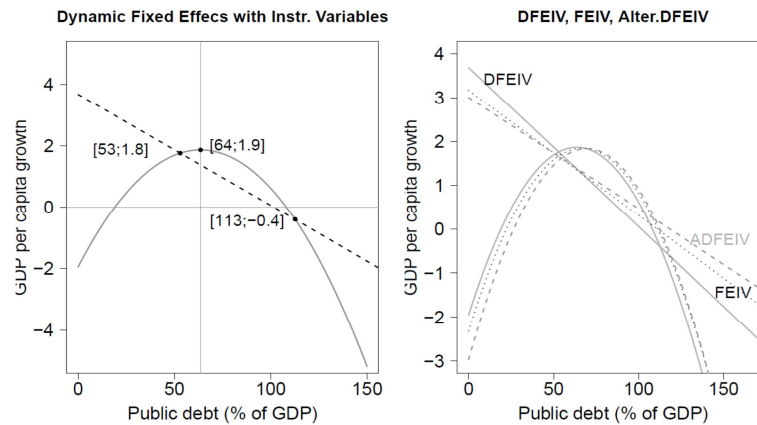 Dynamic Fixed Effecs with Instr. Variables
GDP per capita growth
4
2
0
−2
−4
[53;1.8]
[64;1.9]
[113;−0.4]
0
50
100
150
Public debt (% of GDP)
DFEIV, FEIV, Alter.DFEIV
GDP per capita growth
4
3
2
1
0
−1
−2
−3
DFEIV
ADFEIV
FEIV
0
50
100
150
Public debt (% of GDP)